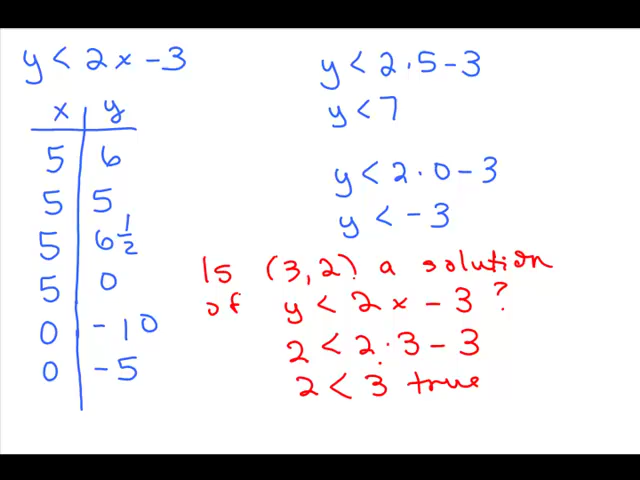 y < 2x - 3
x y
5 6
5 5
5 6 1/2
5 0
0 -10
0 -5
y < 2 · 5 - 3
y < 7
y < 2 · 0 - 3
y < -3
Is (3, 2) a solution
of y < 2x - 3 ?
2 < 2 · 3 - 3
2 < 3 true